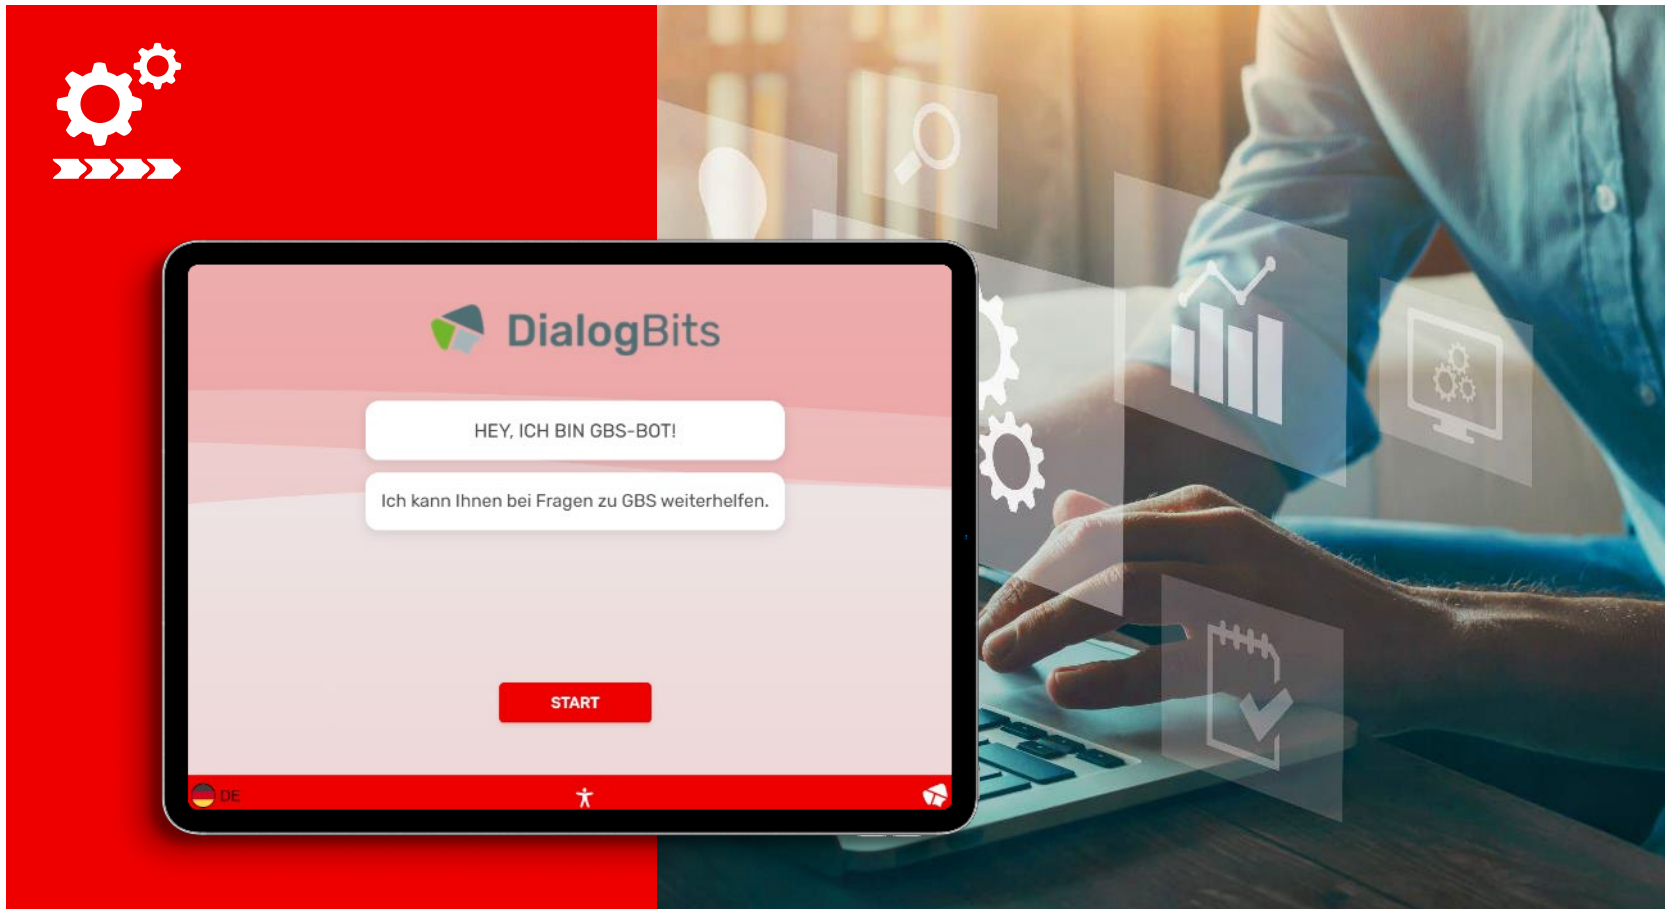 DialogBits
HEY, ICH BIN GBS-BOT!
Ich kann Ihnen bei Fragen zu GBS weiterhelfen.
START
DE